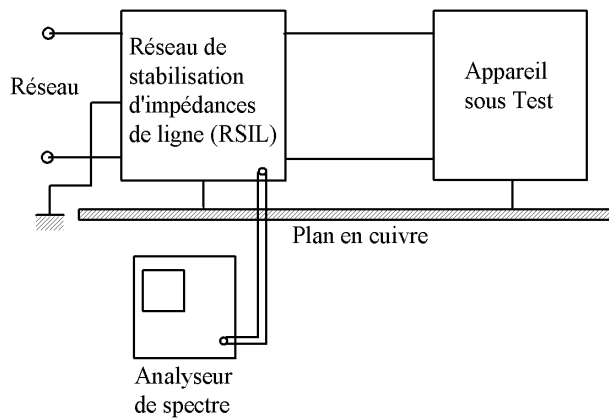 Réseau
Réseau de
stabilisation
d'impédances
de ligne (RSIL)
Appareil
sous Test
Plan en cuivre
Analyseur
de spectre